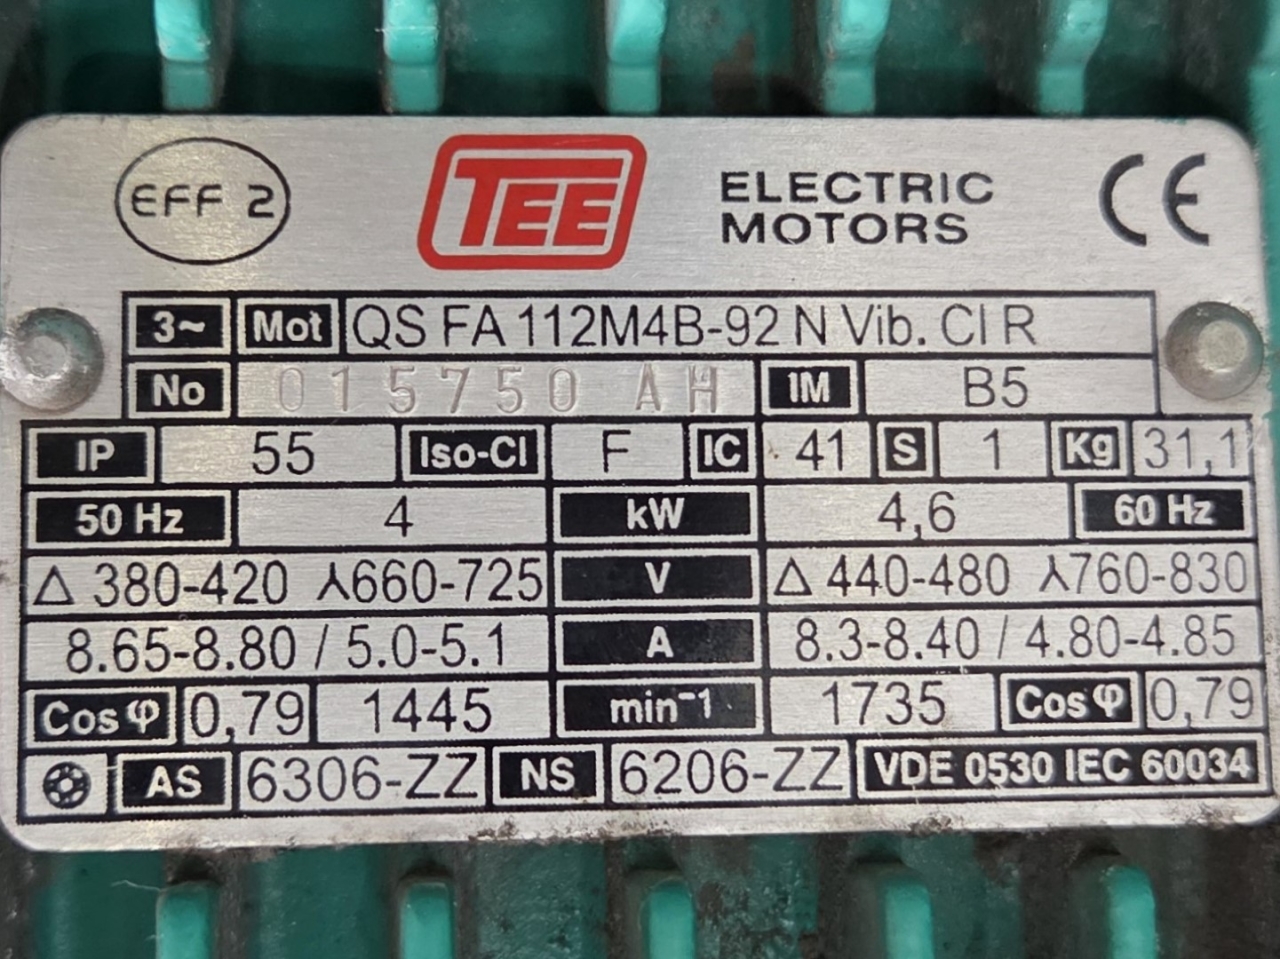 EFF 2 TEE ELECTRIC MOTORS CE
3~ Mot QS FA 112M4B-92 N Vib. Cl R
No 015750 AH IM B5
IP 55 Iso-Cl F IC 41 S 1 Kg 31,1
50 Hz 4 kW 4,6 60 Hz
Δ 380-420 ⅄660-725 V Δ 440-480 ⅄760-830
8.65-8.80 / 5.0-5.1 A 8.3-8.40 / 4.80-4.85
Cos φ 0,79 1445 min⁻¹ 1735 Cos φ 0,79
AS 6306-ZZ NS 6206-ZZ VDE 0530 IEC 60034